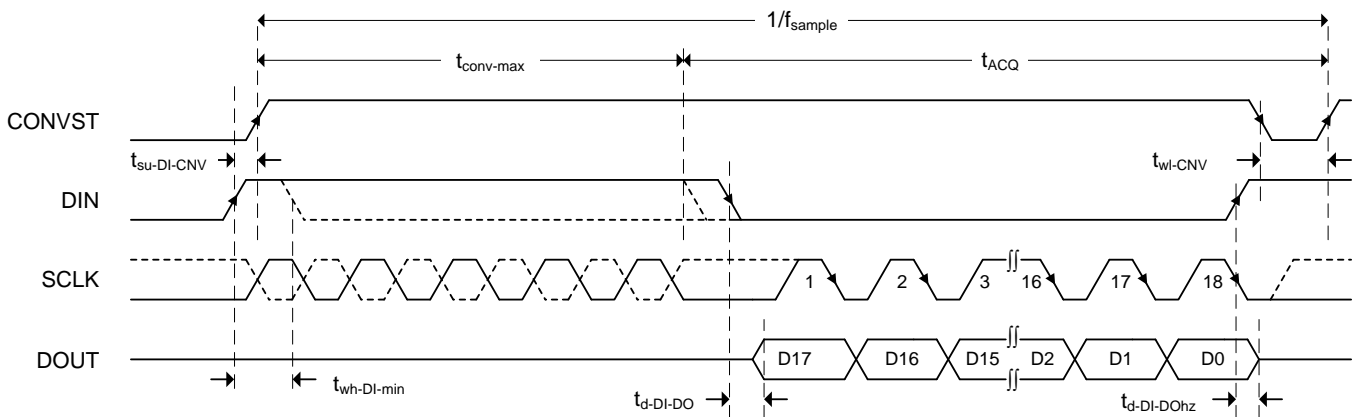 1/fsample
tconv-max tACQ
CONVST
tsu-DI-CNV twl-CNV
DIN
SCLK 1 2 3 ∫∫ 16 17 18
DOUT D17 D16 D15 ∫∫ D2 D1 D0
∫∫
twh-DI-min td-DI-DO td-DI-DOhz